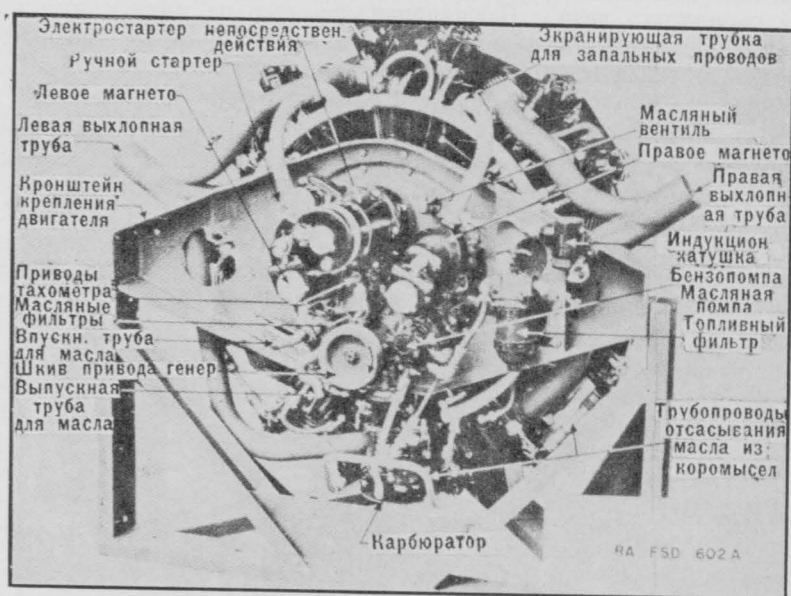 Электростартер непосредствен.
действия
Ручной стартер
Левое магнето
Левая выхлопная
труба
Кронштейн
крепления
двигателя
Приводы
тахометра
Масляные
фильтры
Впускн. труба
для масла
Шкив привода генер
Выпускная
труба
для масла
Карбюратор
Экранирующая трубка
для запальных проводов
Масляный
вентиль
Правое магнето
Правая
выхлопн
ая труба
Индукцион
катушка
Бензопомпа
Масляная
помпа
Топливный
фильтр
Трубопроводы
отсасывания
масла из
коромысел
RA FSD 602 A